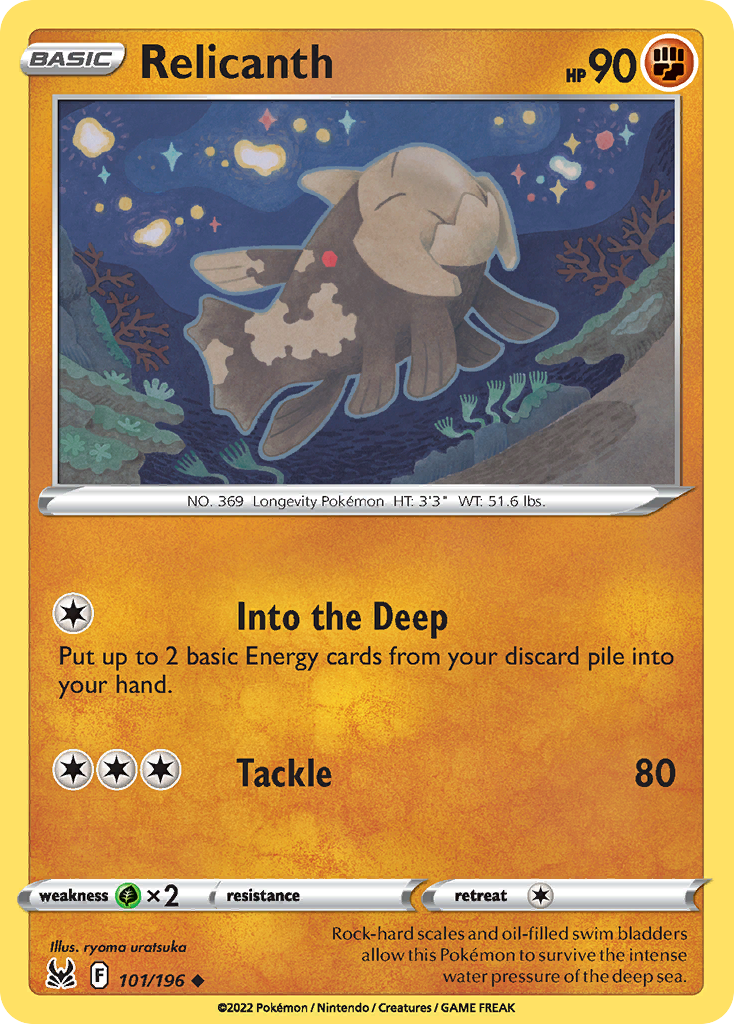 BASIC Relicanth HP 90
NO. 369 Longevity Pokémon HT: 3'3" WT: 51.6 lbs.
Into the Deep
Put up to 2 basic Energy cards from your discard pile into
your hand.
Tackle 80
weakness ×2 resistance retreat
Illus. ryoma uratsuka
Rock-hard scales and oil-filled swim bladders
allow this Pokémon to survive the intense
water pressure of the deep sea.
F 101/196
©2022 Pokémon / Nintendo / Creatures / GAME FREAK